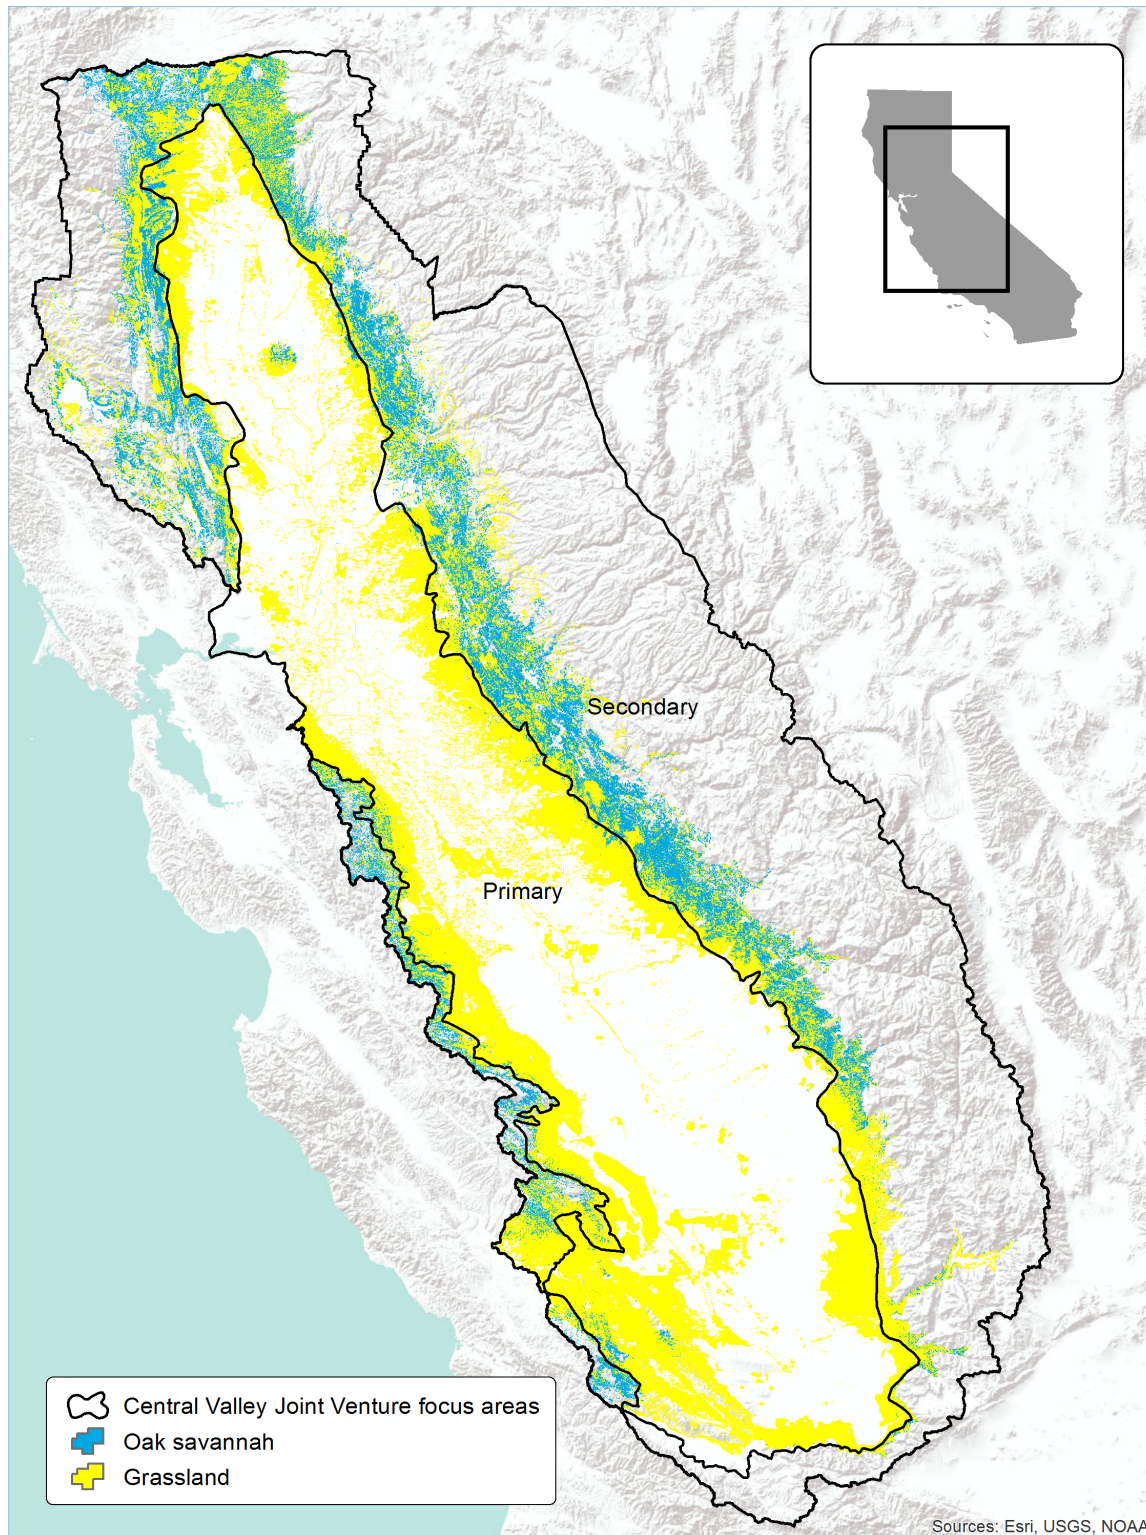 Secondary
Primary
Central Valley Joint Venture focus areas
Oak savannah
Grassland
Sources: Esri, USGS, NOAA